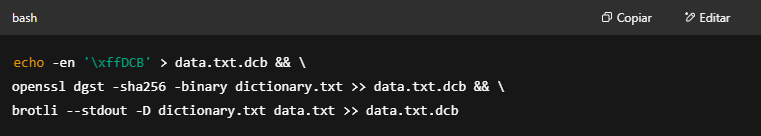 bash Copiar Editar
echo -en '\xffDCB' > data.txt.dcb && \
openssl dgst -sha256 -binary dictionary.txt >> data.txt.dcb && \
brotli --stdout -D dictionary.txt data.txt >> data.txt.dcb